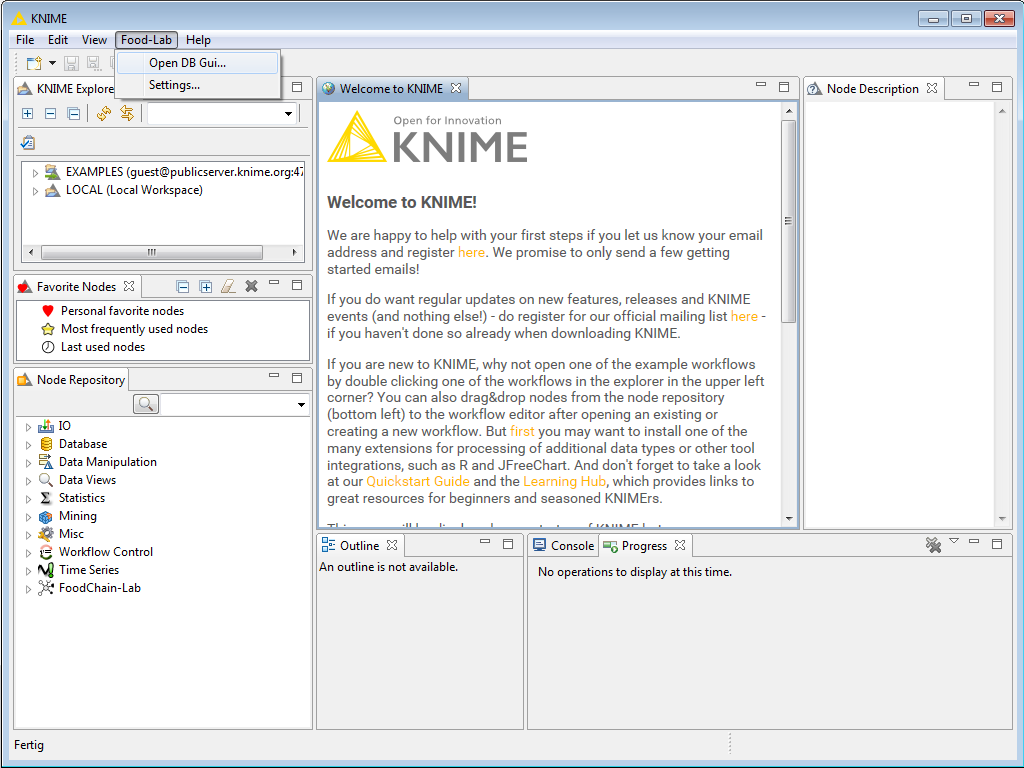 KNIME
File Edit View Food-Lab Help
Open DB Gui...
Settings...
KNIME Explore
EXAMPLES (guest@publicserver.knime.org:47
LOCAL (Local Workspace)
Favorite Nodes
Personal favorite nodes
Most frequently used nodes
Last used nodes
Node Repository
IO
Database
Data Manipulation
Data Views
Statistics
Mining
Misc
Workflow Control
Time Series
FoodChain-Lab
Welcome to KNIME
Open for Innovation
KNIME
Welcome to KNIME!
We are happy to help with your first steps if you let us know your email
address and register here. We promise to only send a few getting
started emails!
If you do want regular updates on new features, releases and KNIME
events (and nothing else!) - do register for our official mailing list here -
if you haven't done so already when downloading KNIME.
If you are new to KNIME, why not open one of the example workflows
by double clicking one of the workflows in the explorer in the upper left
corner? You can also drag&drop nodes from the node repository
(bottom left) to the workflow editor after opening an existing or
creating a new workflow. But first you may want to install one of the
many extensions for processing of additional data types or other tool
integrations, such as R and JFreeChart. And don't forget to take a look
at our Quickstart Guide and the Learning Hub, which provides links to
great resources for beginners and seasoned KNIMErs.
Node Description
Outline
An outline is not available.
Console Progress
No operations to display at this time.
Fertig